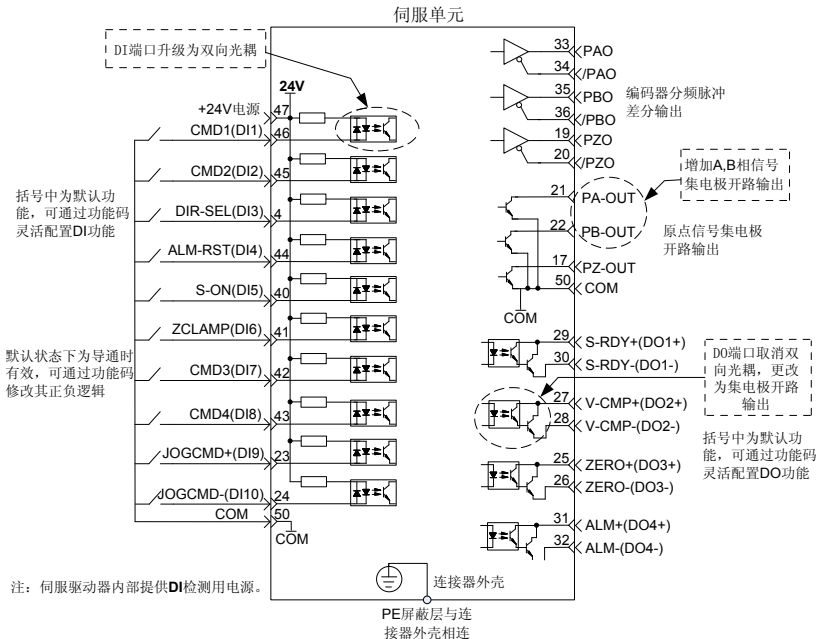 伺服单元
DI端口升级为双向光耦
24V
+24V电源
47
CMD1(DI1)
46
CMD2(DI2)
45
DIR-SEL(DI3)
4
ALM-RST(DI4)
44
S-ON(DI5)
40
ZCLAMP(DI6)
41
CMD3(DI7)
42
CMD4(DI8)
43
JOGCMD+(DI9)
23
JOGCMD-(DI10)
24
COM
50
COM
括号中为默认功
能，可通过功能码
灵活配置DI功能
默认状态下为导通时
有效，可通过功能码
修改其正负逻辑
注：伺服驱动器内部提供DI检测用电源。
33
PAO
34
/PAO
35
PBO
36
/PBO
19
PZO
20
/PZO
编码器分频脉冲
差分输出
21
PA-OUT
22
PB-OUT
17
PZ-OUT
50
COM
COM
增加A,B相信号
集电极开路输出
原点信号集电极
开路输出
29
S-RDY+(DO1+)
30
S-RDY-(DO1-)
27
V-CMP+(DO2+)
28
V-CMP-(DO2-)
25
ZERO+(DO3+)
26
ZERO-(DO3-)
31
ALM+(DO4+)
32
ALM-(DO4-)
DO端口取消双
向光耦，更改
为集电极开路
输出
括号中为默认功
能，可通过功能码
灵活配置DO功能
连接器外壳
PE屏蔽层与连
接器外壳相连